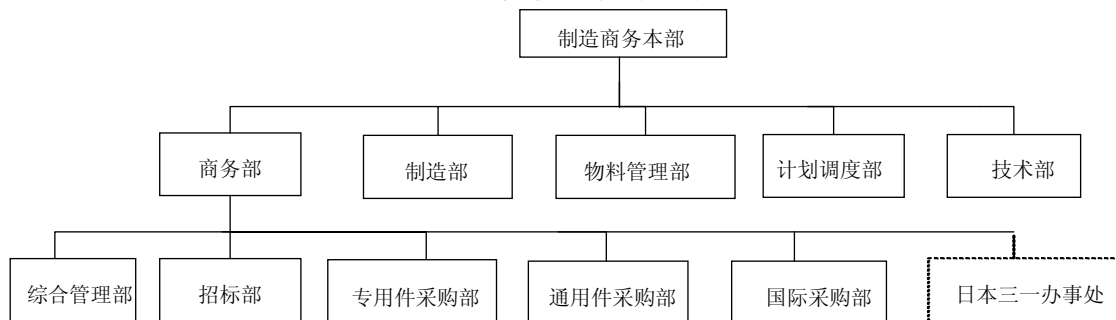 制造商务本部
商务部
制造部
物料管理部
计划调度部
技术部
综合管理部
招标部
专用件采购部
通用件采购部
国际采购部
日本三一办事处